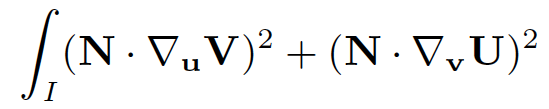 ∫_I (𝐍 · ∇_𝐮 𝐕)² + (𝐍 · ∇_𝐯 𝐔)²